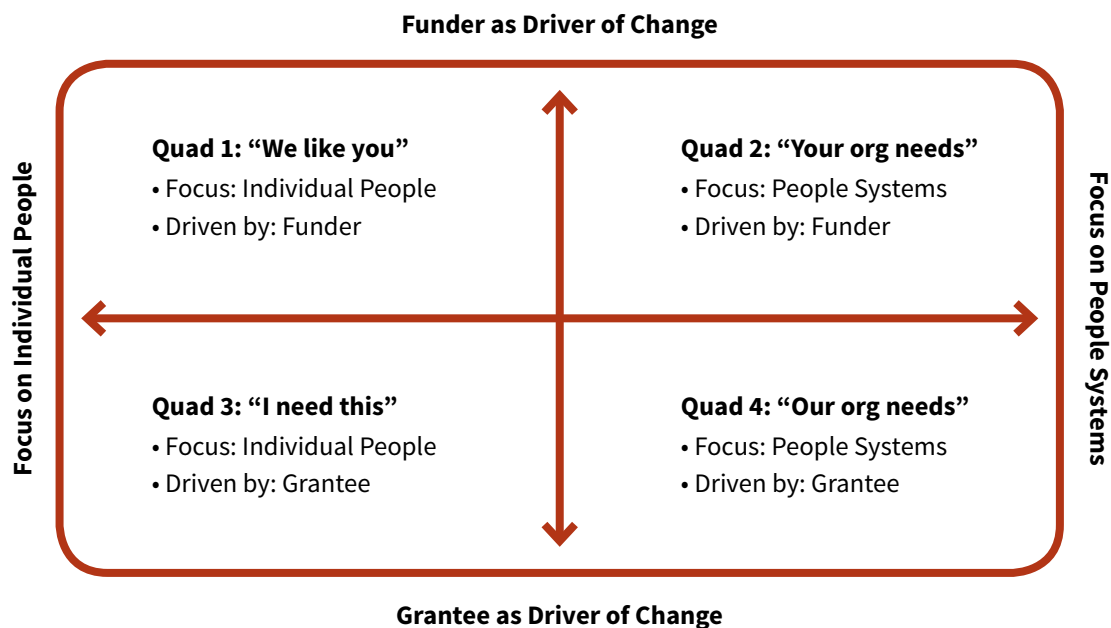 Funder as Driver of Change
Focus on Individual People
Quad 1: “We like you”
• Focus: Individual People
• Driven by: Funder
Quad 2: “Your org needs”
• Focus: People Systems
• Driven by: Funder
Quad 3: “I need this”
• Focus: Individual People
• Driven by: Grantee
Quad 4: “Our org needs”
• Focus: People Systems
• Driven by: Grantee
Focus on People Systems
Grantee as Driver of Change